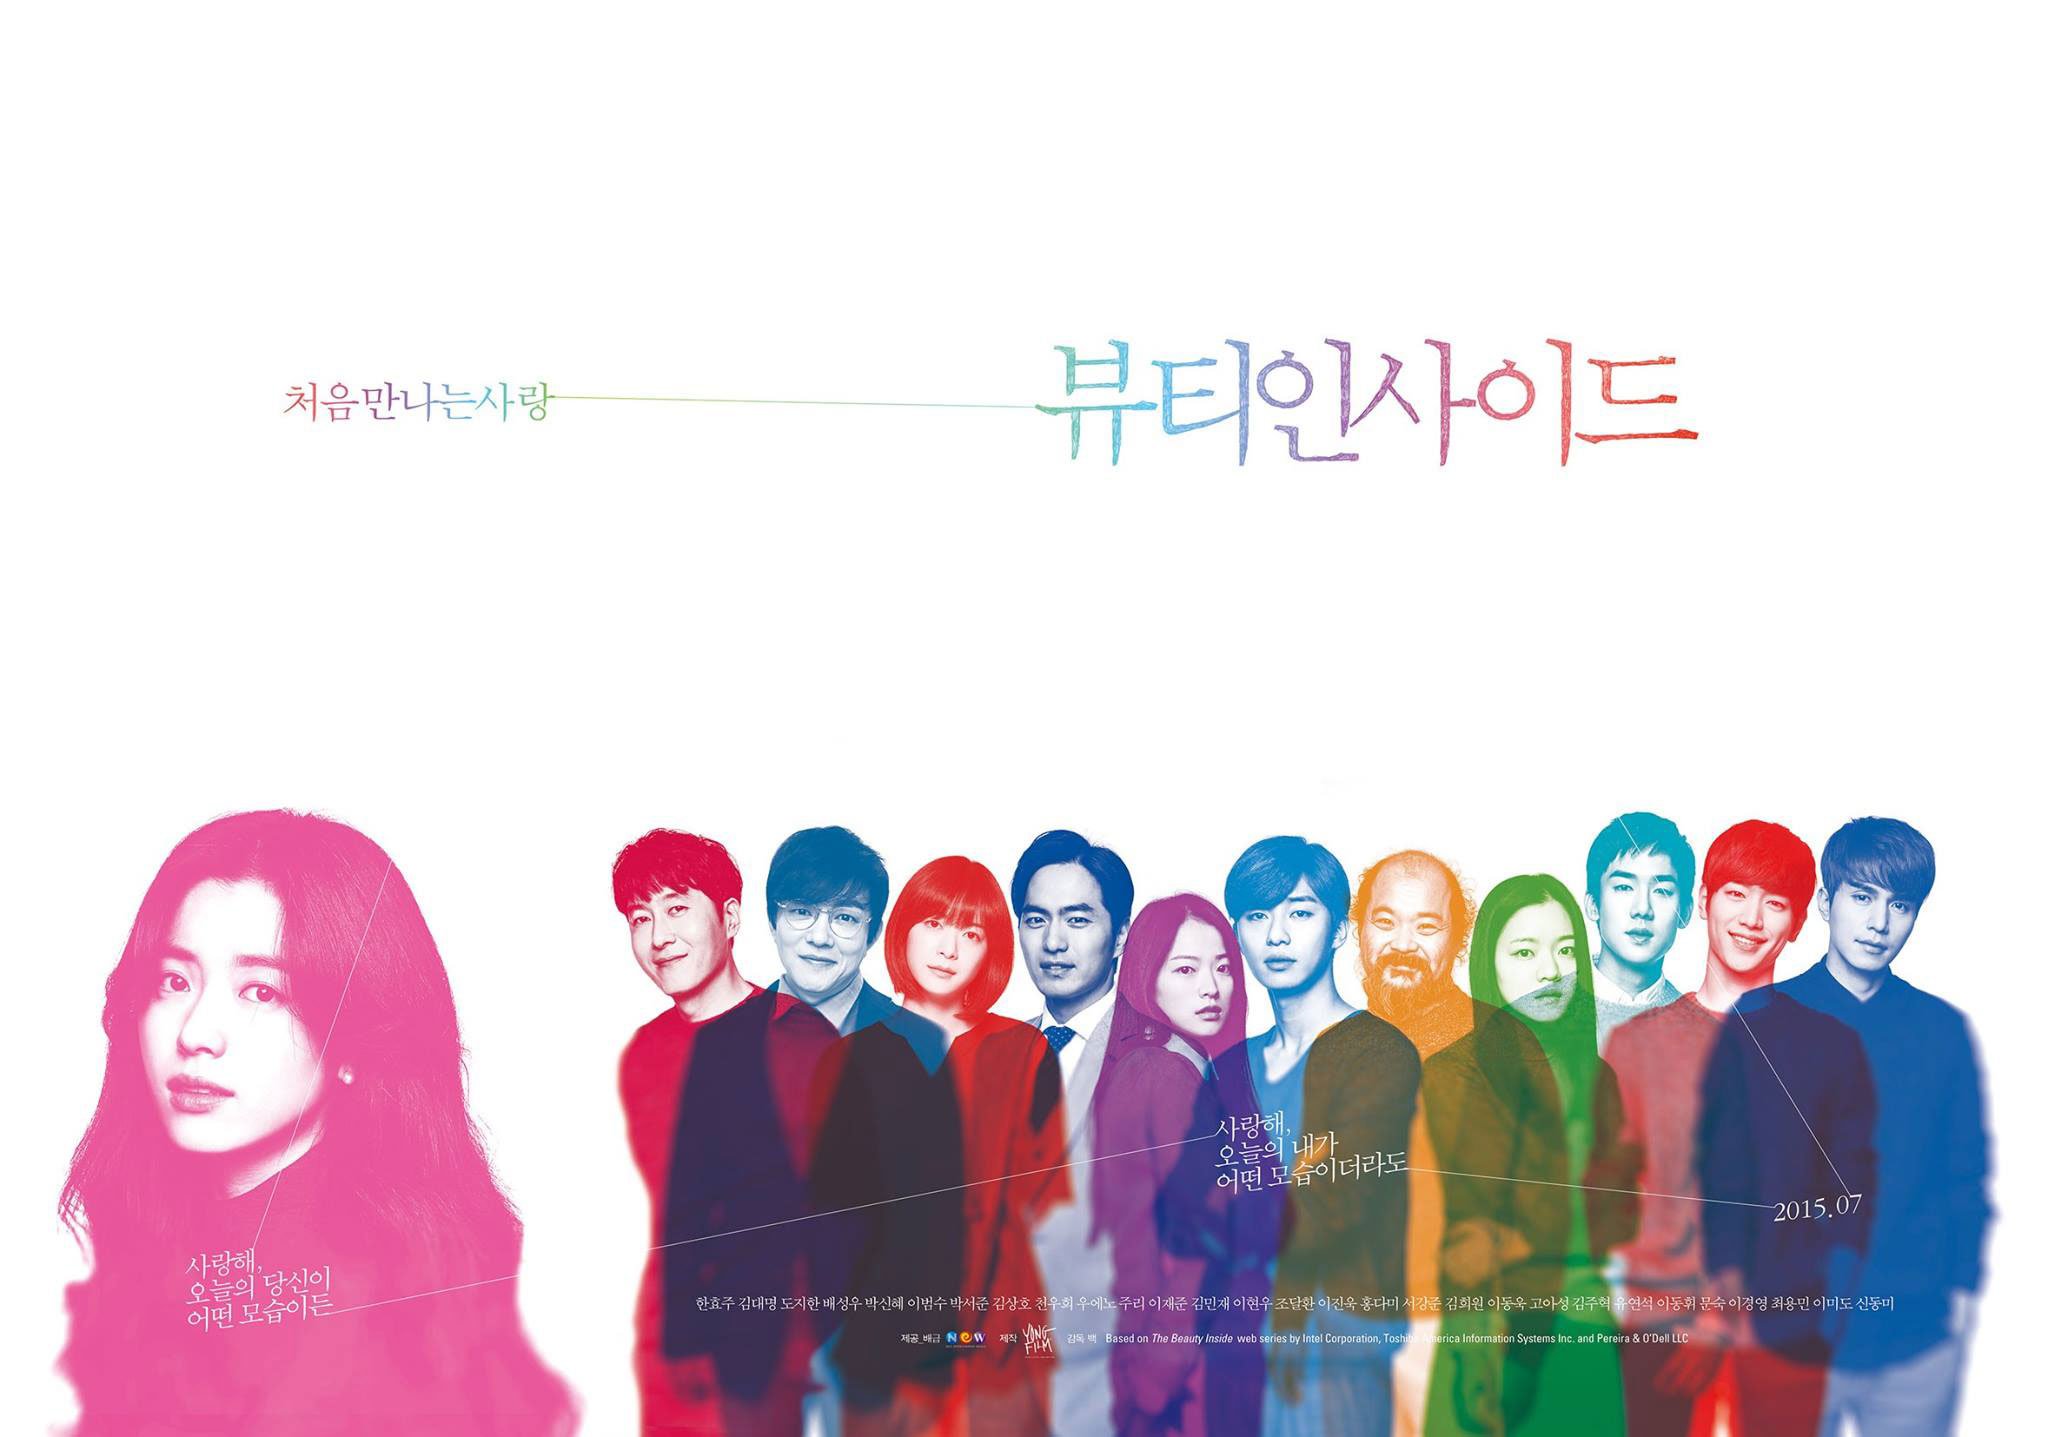 처음만나는사랑
뷰티인사이드
사랑해,
오늘의 당신이
어떤 모습이든
사랑해,
오늘의 내가
어떤 모습이더라도
2015.07
한효주 김대명 도지한 배성우 박신혜 이범수 박서준 김상호 천우희 우에노 주리 이재준 김민재 이현우 조달환 이진욱 홍다미 서강준 김희원 이동욱 고아성 김주혁 유연석 이동휘 문숙 이경영 최용민 이미도 신동미
제공_배급 NEW 제작 YONG FILM 감독 백 Based on The Beauty Inside web series by Intel Corporation, Toshiba America Information Systems Inc. and Pereira & O'Dell LLC